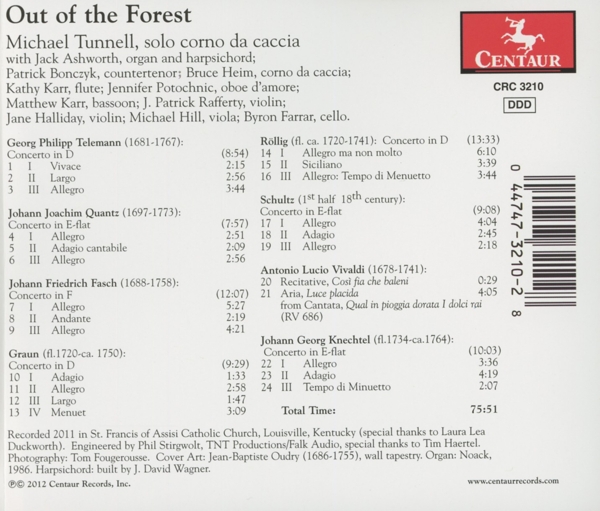 Out of the Forest
Michael Tunnell, solo corno da caccia
with Jack Ashworth, organ and harpsichord;
Patrick Bonczyk, countertenor; Bruce Heim, corno da caccia;
Kathy Karr, flute; Jennifer Potochnic, oboe d'amore;
Matthew Karr, bassoon; J. Patrick Rafferty, violin;
Jane Halliday, violin; Michael Hill, viola; Byron Farrar, cello.
CENTAUR
CRC 3210
DDD
Georg Philipp Telemann (1681-1767):
Concerto in D (8:54)
1 I Vivace 2:15
2 II Largo 2:56
3 III Allegro 3:44
Johann Joachim Quantz (1697-1773):
Concerto in E-flat (7:57)
4 I Allegro 2:51
5 II Adagio cantabile 2:09
6 III Allegro 2:56
Johann Friedrich Fasch (1688-1758):
Concerto in F (12:07)
7 I Allegro 5:27
8 II Andante 2:19
9 III Allegro 4:21
Graun (fl.1720-ca. 1750):
Concerto in D (9:29)
10 I Adagio 1:33
11 II Allegro 2:58
12 III Largo 1:47
13 IV Menuet 3:09
Röllig (fl. ca. 1720-1741): Concerto in D (13:33)
14 I Allegro ma non molto 6:10
15 II Siciliano 3:39
16 III Allegro: Tempo di Menuetto 3:44
Schultz (1st half 18th century):
Concerto in E-flat (9:08)
17 I Allegro 4:04
18 II Adagio 2:45
19 III Allegro 2:18
Antonio Lucio Vivaldi (1678-1741):
20 Recitative, Così fia che baleni 0:29
21 Aria, Luce placida 4:05
from Cantata, Qual in pioggia dorata I dolci rai
(RV 686)
Johann Georg Knechtel (fl.1734-ca.1764):
Concerto in E-flat (10:03)
22 I Allegro 3:36
23 II Adagio 4:19
24 III Tempo di Minuetto 2:07
Total Time: 75:51
0 44747-3210-2 8
Recorded 2011 in St. Francis of Assisi Catholic Church, Louisville, Kentucky (special thanks to Laura Lea
Duckworth). Engineered by Phil Stirgwolt, TNT Productions/Falk Audio, special thanks to Tim Haertel.
Photography: Tom Fougerousse. Cover Art: Jean-Baptiste Oudry (1686-1755), wall tapestry. Organ: Noack,
1986. Harpsichord: built by J. David Wagner.
℗© 2012 Centaur Records, Inc.
www.centaurrecords.com